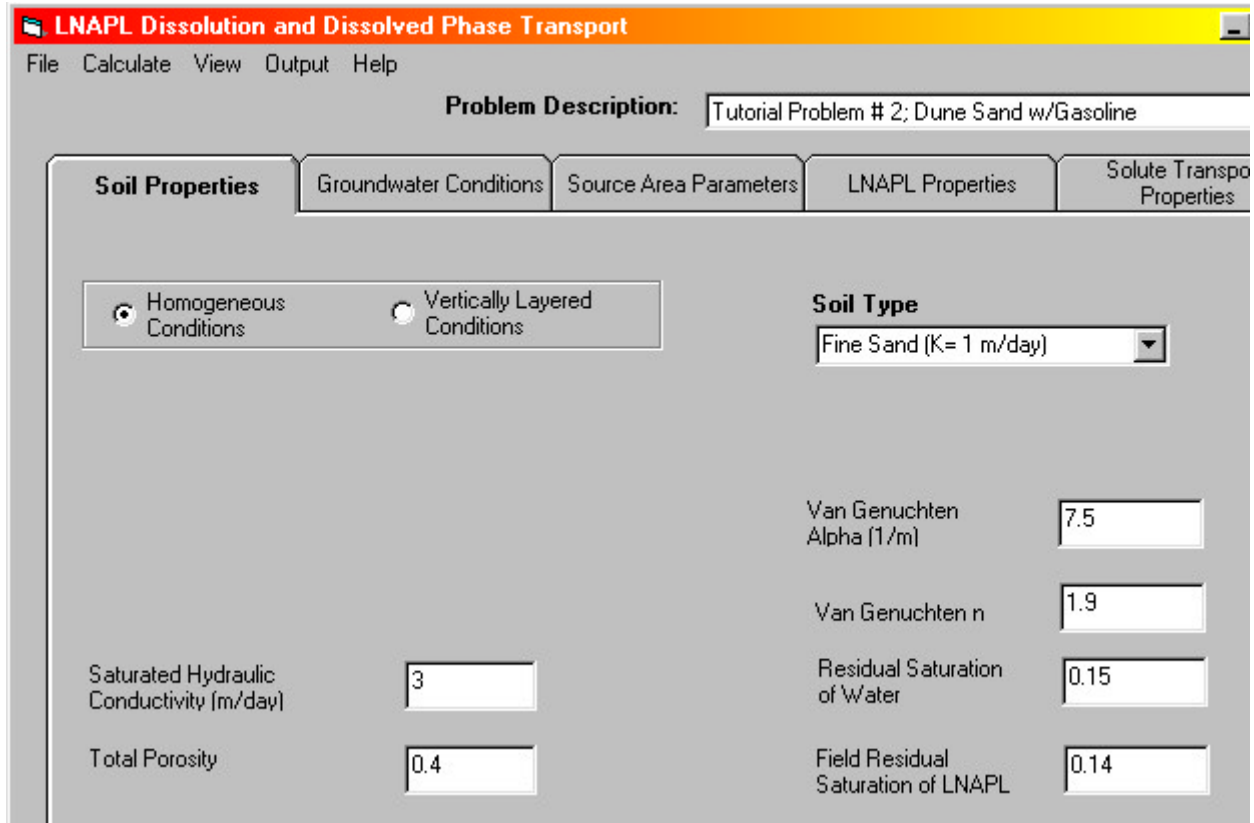 LNAPL Dissolution and Dissolved Phase Transport
File Calculate View Output Help
Problem Description: Tutorial Problem # 2; Dune Sand w/Gasoline
Soil Properties
Groundwater Conditions
Source Area Parameters
LNAPL Properties
Solute Transpo
Properties
Homogeneous
Conditions
Vertically Layered
Conditions
Soil Type
Fine Sand (K= 1 m/day)
Van Genuchten
Alpha (1/m)
7.5
Van Genuchten n
1.9
Saturated Hydraulic
Conductivity (m/day)
3
Residual Saturation
of Water
0.15
Total Porosity
0.4
Field Residual
Saturation of LNAPL
0.14